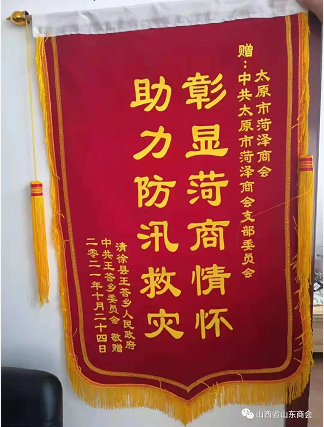 太原市菏泽商会
赠：中共太原市菏泽商会支部委员会
彰显菏商情怀
助力防汛救灾
清徐县王答乡人民政府
中共王答乡委员会 敬赠
二零二一年十月二十四日
山西省山东商会